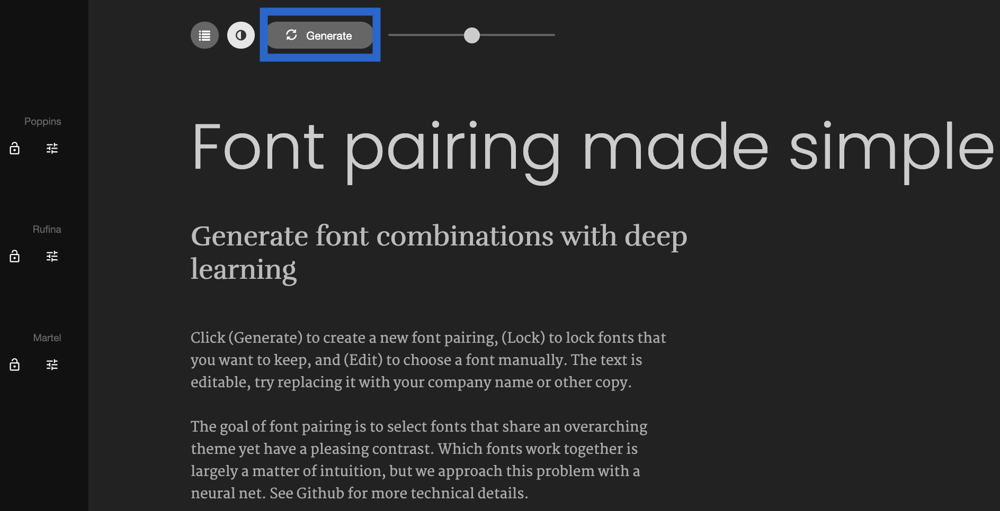 Generate
Poppins
Font pairing made simple
Rufina
Generate font combinations with deep
learning
Martel
Click (Generate) to create a new font pairing, (Lock) to lock fonts that
you want to keep, and (Edit) to choose a font manually. The text is
editable, try replacing it with your company name or other copy.
The goal of font pairing is to select fonts that share an overarching
theme yet have a pleasing contrast. Which fonts work together is
largely a matter of intuition, but we approach this problem with a
neural net. See Github for more technical details.